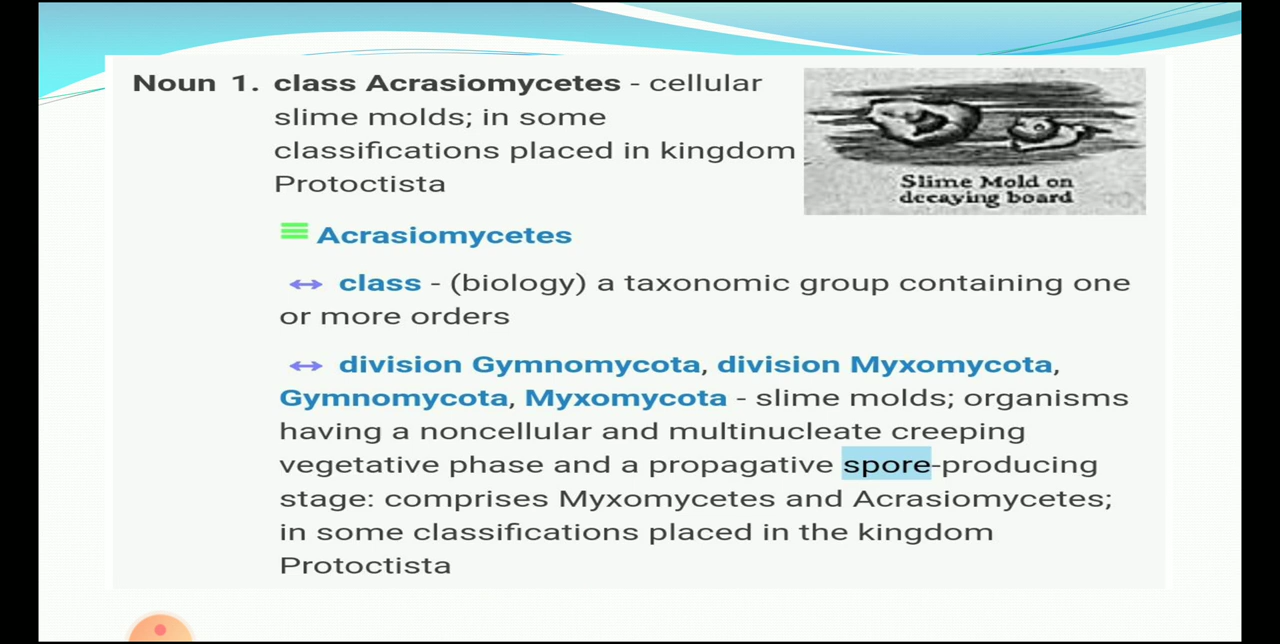 Noun 1. class Acrasiomycetes - cellular
slime molds; in some
classifications placed in kingdom
Protoctista
Slime Mold on
decaying board
Acrasiomycetes
↔ class - (biology) a taxonomic group containing one
or more orders
↔ division Gymnomycota, division Myxomycota,
Gymnomycota, Myxomycota - slime molds; organisms
having a noncellular and multinucleate creeping
vegetative phase and a propagative spore-producing
stage: comprises Myxomycetes and Acrasiomycetes;
in some classifications placed in the kingdom
Protoctista